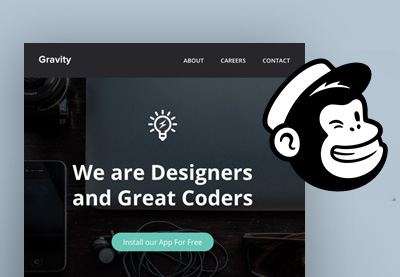 Gravity
ABOUT CAREERS CONTACT
We are Designers
and Great Coders
Install our App For Free